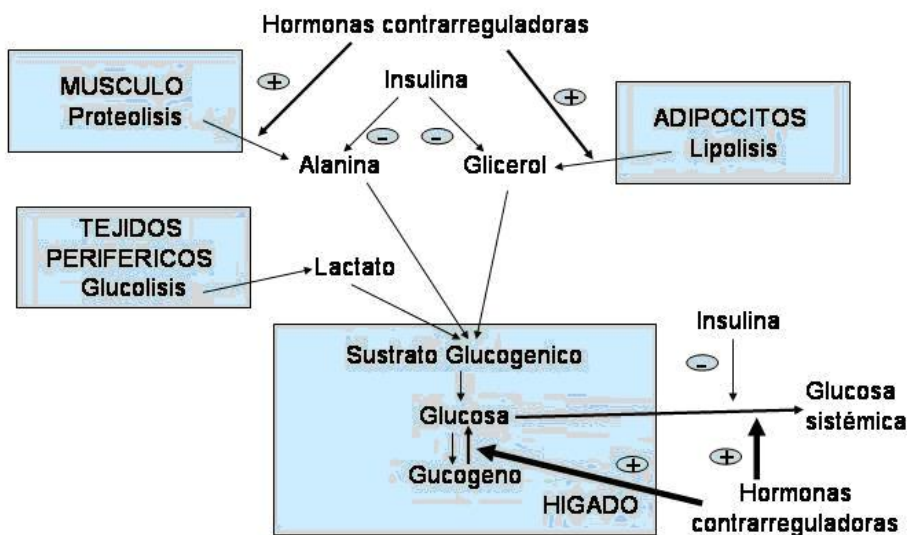 Hormonas contrarreguladoras
+
MUSCULO
Proteolisis
Insulina
+
ADIPOCITOS
Lipolisis
-
-
Alanina
Glicerol
TEJIDOS
PERIFERICOS
Glucolisis
Lactato
Insulina
Sustrato Glucogenico
-
Glucosa
sistémica
Glucosa
+
+
Gucogeno
HIGADO
Hormonas
contrarreguladoras